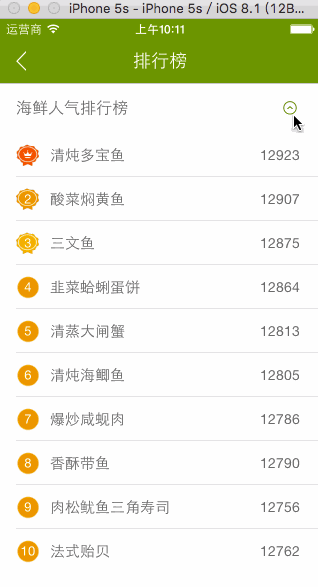 iPhone 5s - iPhone 5s / iOS 8.1 (12B...
运营商 上午10:11
排行榜
海鲜人气排行榜
清炖多宝鱼 12923
2 酸菜焖黄鱼 12907
3 三文鱼 12875
4 韭菜蛤蜊蛋饼 12864
5 清蒸大闸蟹 12813
6 清炖海鲫鱼 12805
7 爆炒咸蚬肉 12786
8 香酥带鱼 12790
9 肉松鱿鱼三角寿司 12756
10 法式贻贝 12762